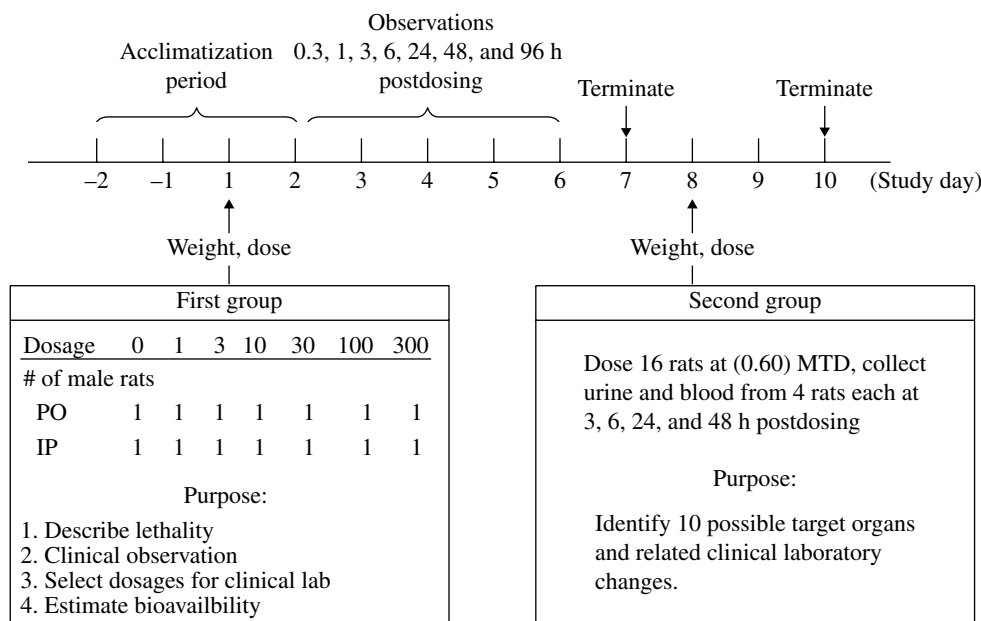 Observations
0.3, 1, 3, 6, 24, 48, and 96 h
postdosing
Acclimatization
period
Terminate
Terminate
–2 –1 1 2 3 4 5 6 7 8 9 10 (Study day)
Weight, dose
Weight, dose
First group
Dosage 0 1 3 10 30 100 300
# of male rats
PO 1 1 1 1 1 1 1
IP 1 1 1 1 1 1 1
Purpose:
1. Describe lethality
2. Clinical observation
3. Select dosages for clinical lab
4. Estimate bioavailbility
Second group
Dose 16 rats at (0.60) MTD, collect
urine and blood from 4 rats each at
3, 6, 24, and 48 h postdosing
Purpose:
Identify 10 possible target organs
and related clinical laboratory
changes.